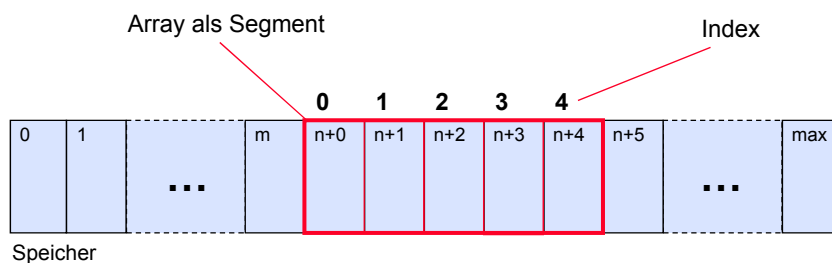 Array als Segment
Index
0 1 2 3 4
0 1 m n+0 n+1 n+2 n+3 n+4 n+5 max
... ...
Speicher